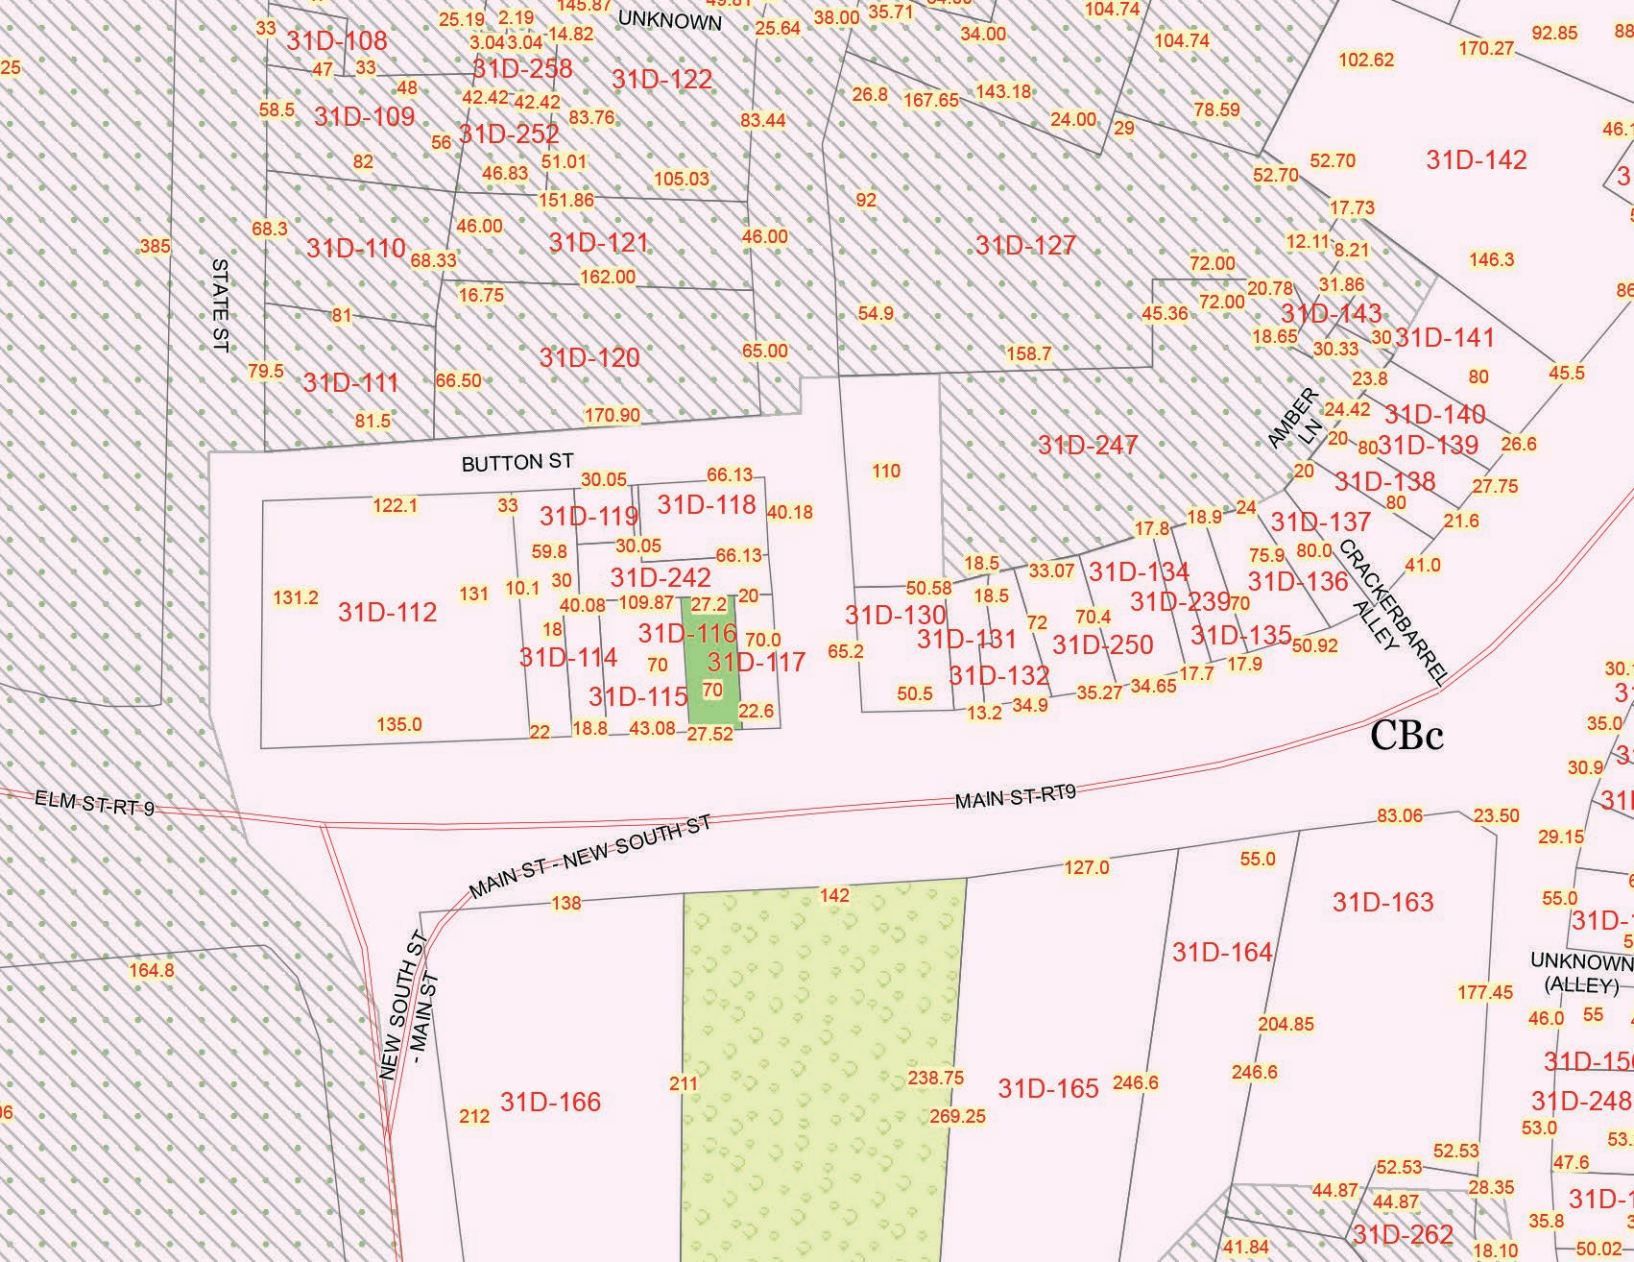 145.87
49.81
25.19
2.19
UNKNOWN
38.00
35.71
104.74
33
31D-108
3.04
3.04
14.82
25.64
34.00
104.74
92.85
170.27
102.62
25
47
33
48
31D-258
31D-122
58.5
31D-109
42.42
42.42
83.76
83.44
26.8
167.65
143.18
24.00
29
78.59
56
31D-252
82
46.83
51.01
105.03
151.86
92
52.70
52.70
31D-142
17.73
68.3
385
31D-110
68.33
46.00
31D-121
46.00
31D-127
12.11
8.21
146.3
162.00
72.00
20.78
31.86
STATE ST
16.75
72.00
45.36
31D-143
81
54.9
18.65
30.33
30
31D-141
79.5
31D-111
66.50
31D-120
65.00
158.7
23.8
80
45.5
81.5
170.90
24.42
31D-140
AMBER
LN
20
80
31D-139
26.6
31D-247
BUTTON ST
110
20
31D-138
80
27.75
30.05
66.13
122.1
33
31D-119
31D-118
40.18
17.8
18.9
24
31D-137
21.6
59.8
30.05
66.13
75.9
80.0
41.0
131.2
31D-112
131
10.1
30
31D-242
18.5
33.07
31D-134
31D-136
CRACKERBARREL
ALLEY
40.08
109.87
27.2
20
50.58
18.5
31D-239
70
18
31D-116
70.0
31D-130
72
70.4
31D-114
70
31D-117
65.2
31D-131
31D-250
31D-135
50.92
31D-115
70
31D-132
17.7
17.9
135.0
22
18.8
43.08
27.52
22.6
50.5
13.2
34.9
35.27
34.65
35.0
CBc
30.9
ELM ST-RT 9
MAIN ST-RT9
MAIN ST - NEW SOUTH ST
83.06
23.50
29.15
138
142
127.0
55.0
31D-163
55.0
NEW SOUTH ST
- MAIN ST
31D-164
UNKNOWN
(ALLEY)
164.8
177.45
46.0
55
204.85
211
238.75
31D-165
246.6
246.6
31D-166
212
269.25
31D-248
53.0
52.53
52.53
47.6
44.87
44.87
28.35
31D-262
35.8
41.84
18.10
50.02